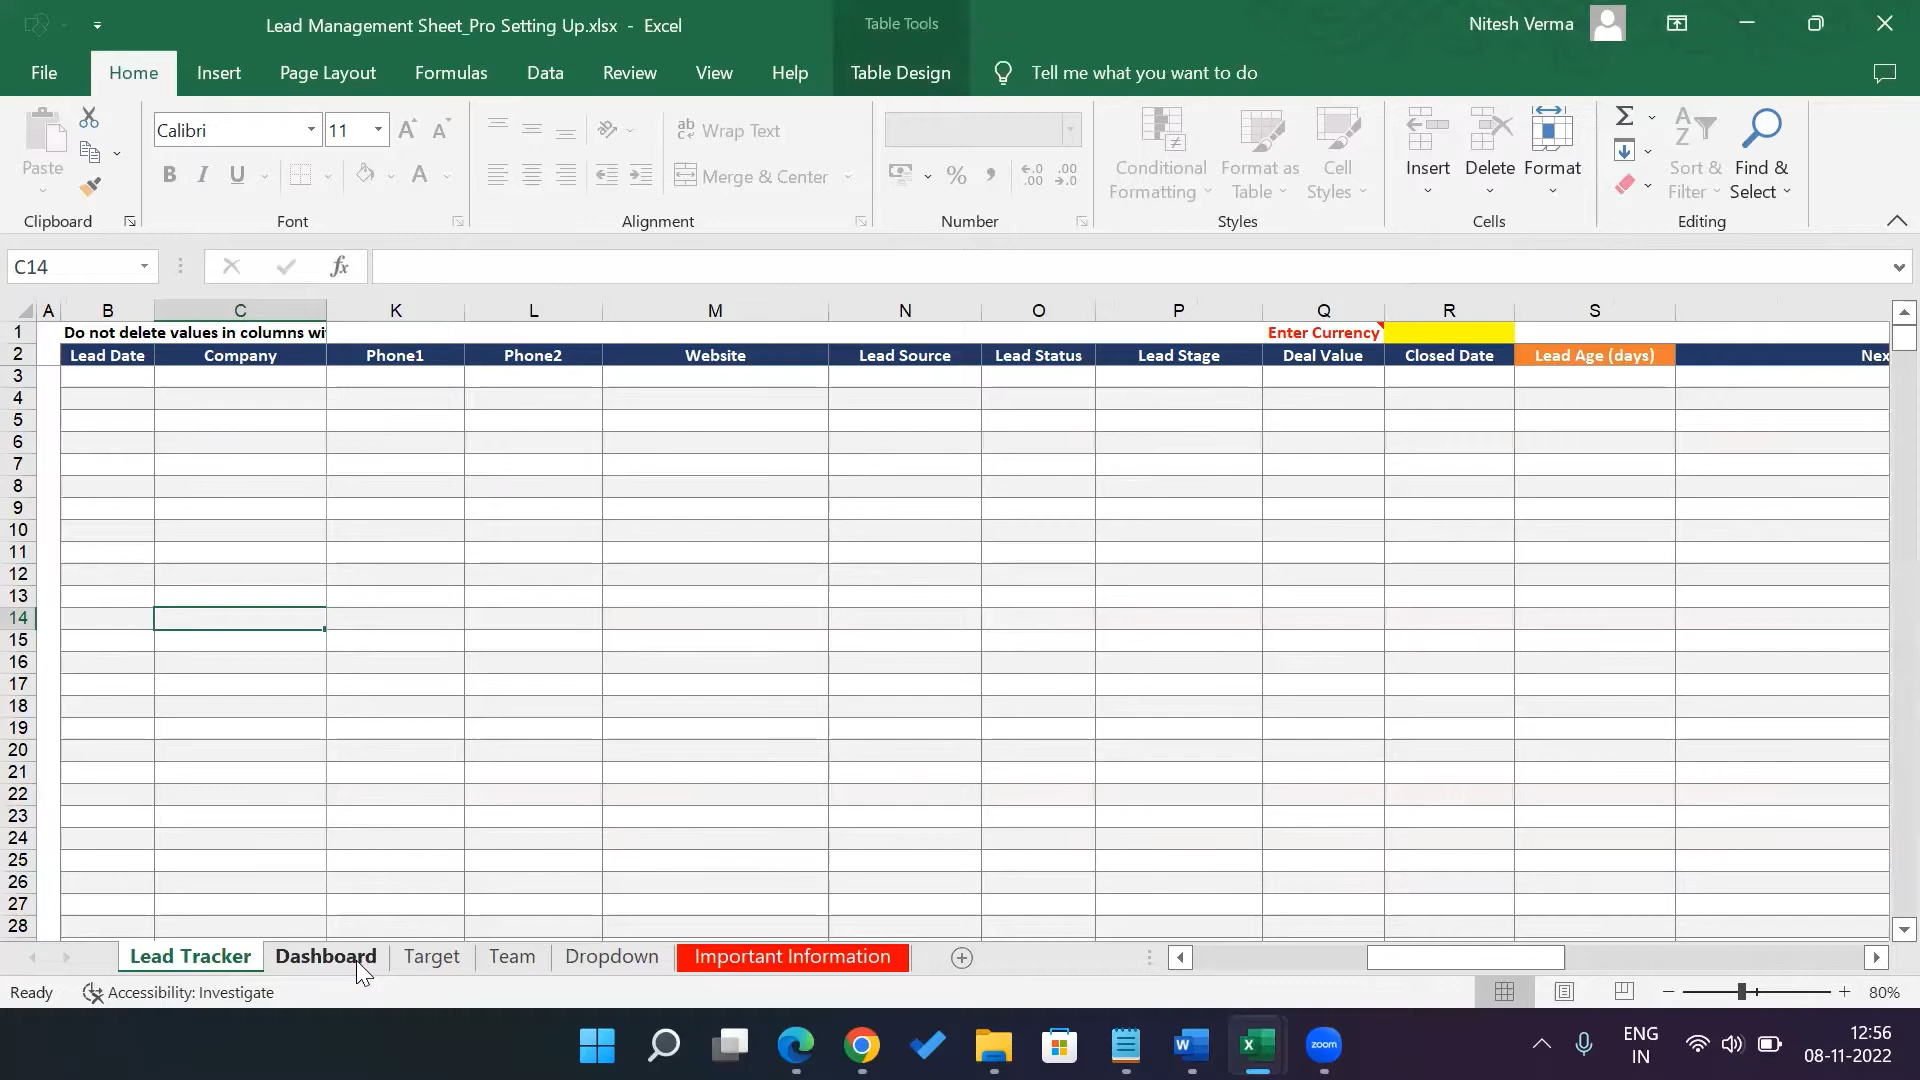 Lead Management Sheet_Pro Setting Up.xlsx - Excel
Table Tools
Nitesh Verma
File Home Insert Page Layout Formulas Data Review View Help Table Design Tell me what you want to do
Calibri 11
Wrap Text
Paste
B I U A
Merge & Center
%
Conditional Formatting
Format as Table
Cell Styles
Insert Delete Format
Sort & Filter
Find & Select
Clipboard Font Alignment Number Styles Cells Editing
C14
fx
A B C K L M N O P Q R S
1 Do not delete values in columns wi Enter Currency
2 Lead Date Company Phone1 Phone2 Website Lead Source Lead Status Lead Stage Deal Value Closed Date Lead Age (days) Nex
3
4
5
6
7
8
9
10
11
12
13
14
15
16
17
18
19
20
21
22
23
24
25
26
27
28
Lead Tracker Dashboard Target Team Dropdown Important Information
Ready Accessibility: Investigate 80%
zoom
ENG
IN
12:56
08-11-2022